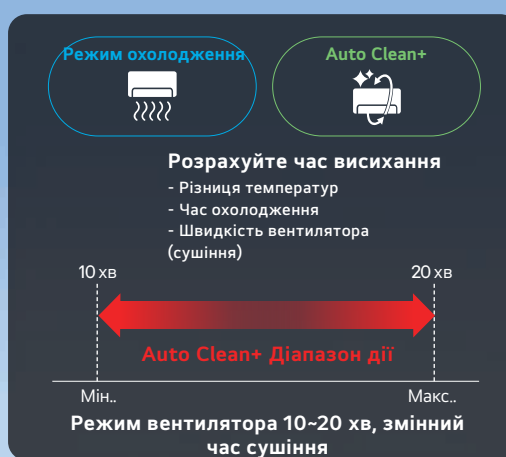 Режим охолодження
Auto Clean+
Розрахуйте час висихання
- Різниця температур
- Час охолодження
- Швидкість вентилятора
(сушіння)
10 хв
20 хв
Auto Clean+ Діапазон дії
Мін..
Макс..
Режим вентилятора 10~20 хв, змінний
час сушіння